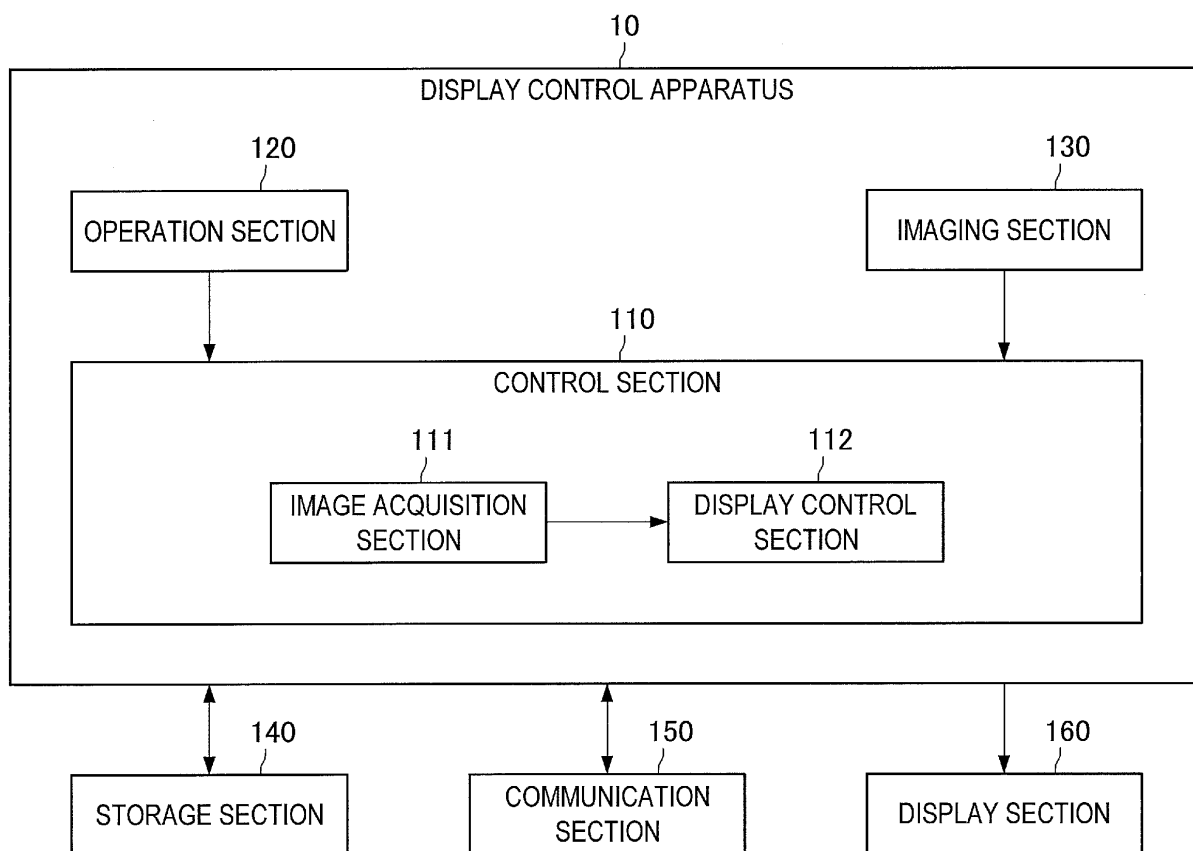 10
DISPLAY CONTROL APPARATUS
120
130
OPERATION SECTION
IMAGING SECTION
110
CONTROL SECTION
111
112
IMAGE ACQUISITION
SECTION
DISPLAY CONTROL
SECTION
140
150
160
STORAGE SECTION
COMMUNICATION
SECTION
DISPLAY SECTION